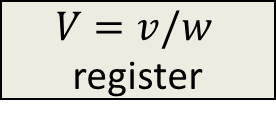 V = v/w
register